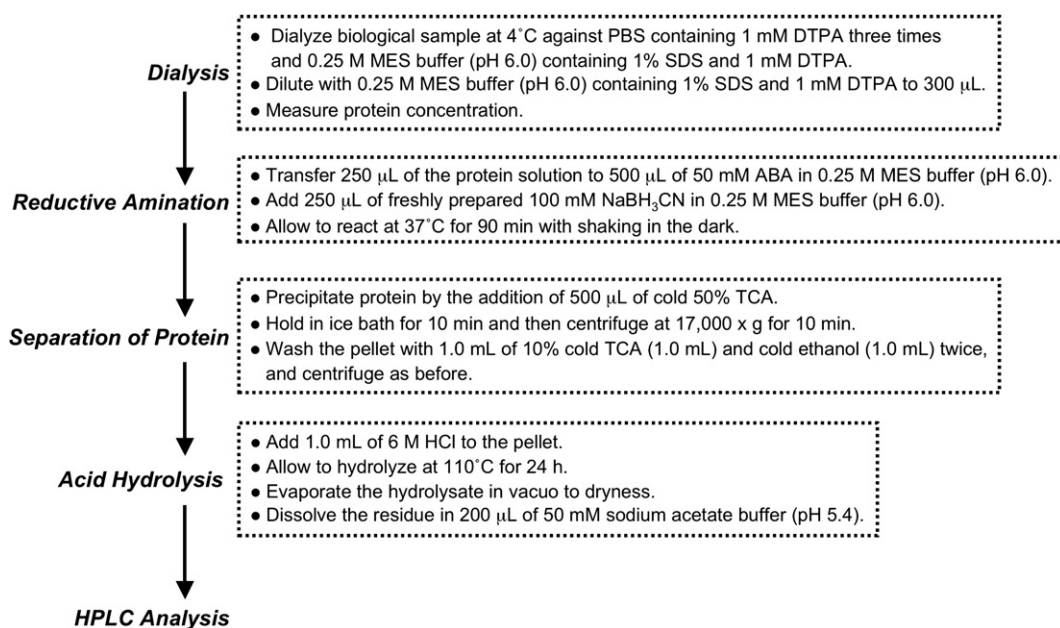 Dialysis
● Dialyze biological sample at 4˚C against PBS containing 1 mM DTPA three times
and 0.25 M MES buffer (pH 6.0) containing 1% SDS and 1 mM DTPA.
● Dilute with 0.25 M MES buffer (pH 6.0) containing 1% SDS and 1 mM DTPA to 300 μL.
● Measure protein concentration.
Reductive Amination
● Transfer 250 μL of the protein solution to 500 μL of 50 mM ABA in 0.25 M MES buffer (pH 6.0).
● Add 250 μL of freshly prepared 100 mM NaBH₃CN in 0.25 M MES buffer (pH 6.0).
● Allow to react at 37˚C for 90 min with shaking in the dark.
Separation of Protein
● Precipitate protein by the addition of 500 μL of cold 50% TCA.
● Hold in ice bath for 10 min and then centrifuge at 17,000 x g for 10 min.
● Wash the pellet with 1.0 mL of 10% cold TCA (1.0 mL) and cold ethanol (1.0 mL) twice,
and centrifuge as before.
Acid Hydrolysis
● Add 1.0 mL of 6 M HCl to the pellet.
● Allow to hydrolyze at 110˚C for 24 h.
● Evaporate the hydrolysate in vacuo to dryness.
● Dissolve the residue in 200 μL of 50 mM sodium acetate buffer (pH 5.4).
HPLC Analysis